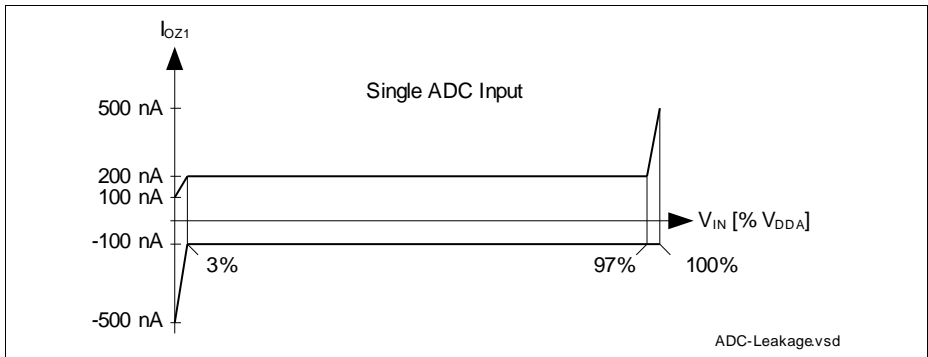 I_OZ1
Single ADC Input
500 nA
200 nA
100 nA
V_IN [% V_DDA]
-100 nA
3%
97%
100%
-500 nA
ADC-Leakage.vsd